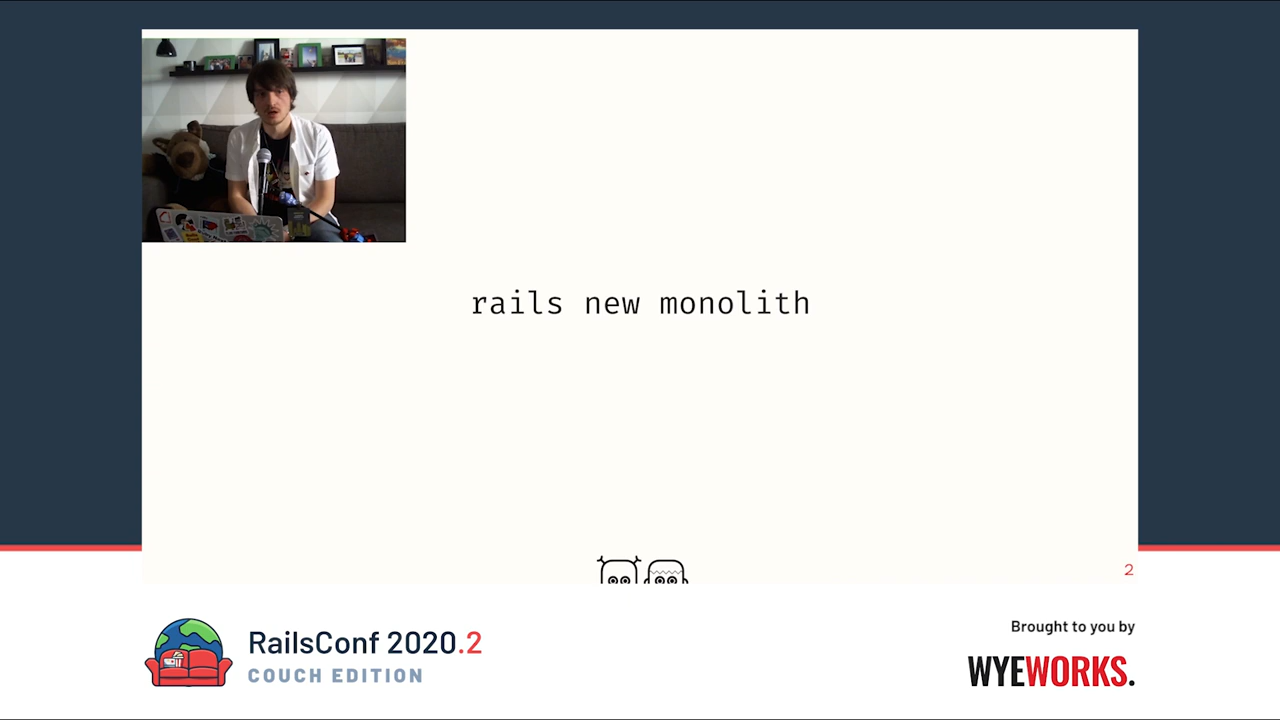 rails new monolith
2
RailsConf 2020.2
COUCH EDITION
Brought to you by
WYEWORKS.